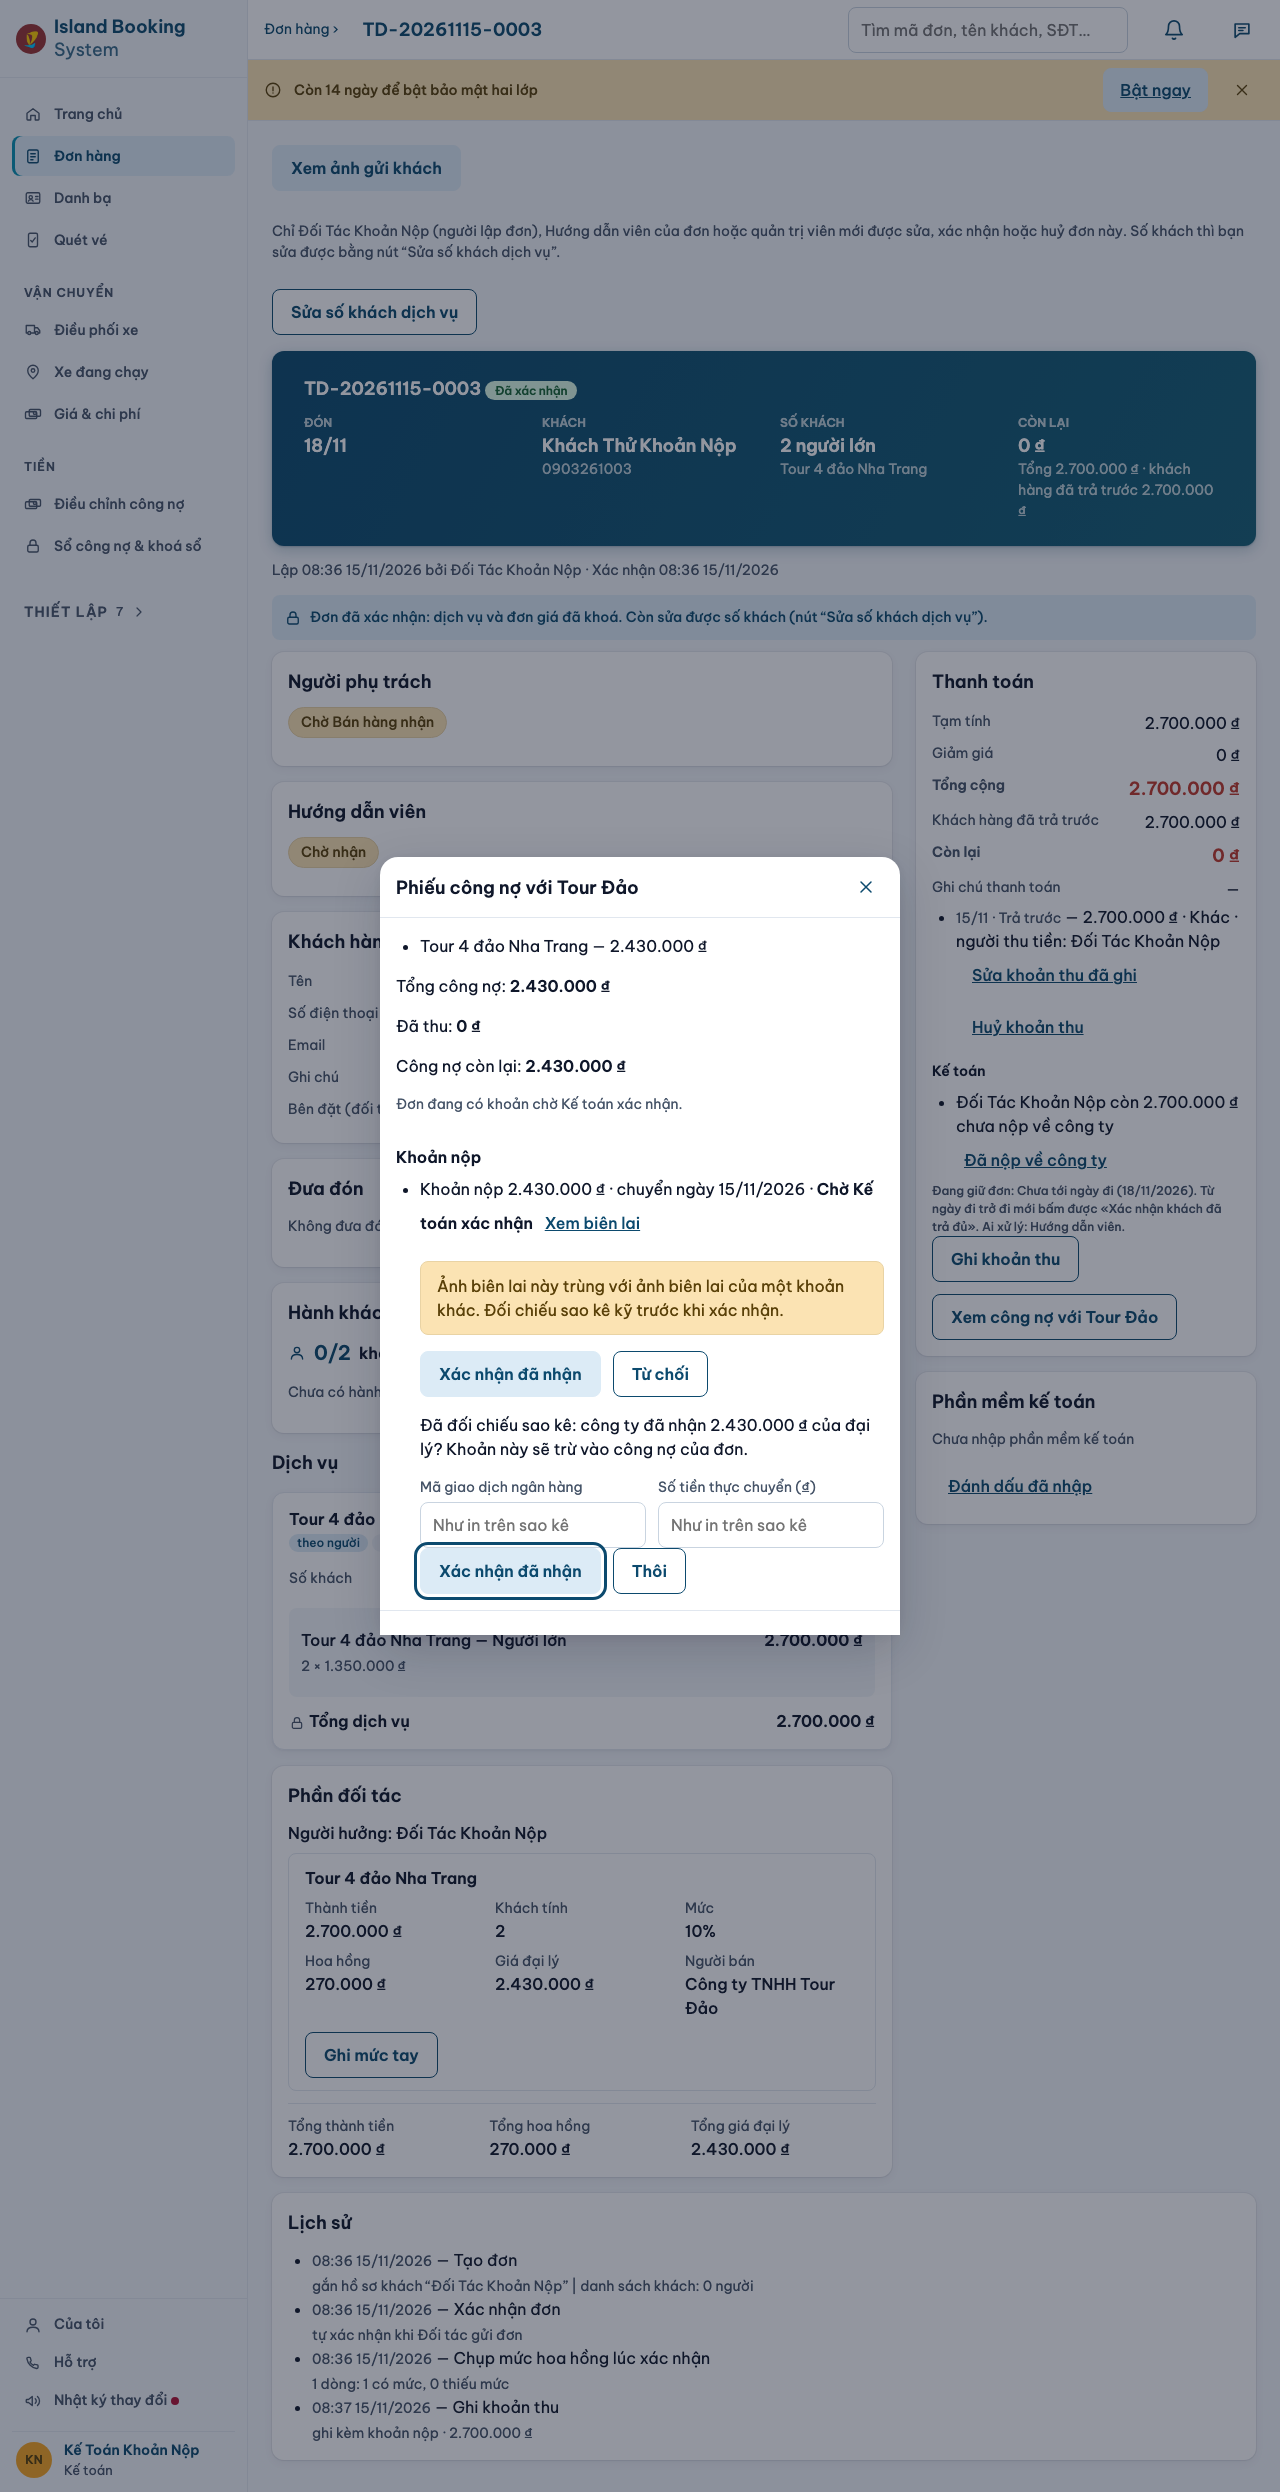 Island Booking
System
Trang chủ
Đơn hàng
Danh bạ
Quét vé
VẬN CHUYỂN
Điều phối xe
Xe đang chạy
Giá & chi phí
TIỀN
Điều chỉnh công nợ
Sổ công nợ & khoá sổ
THIẾT LẬP 7
Của tôi
Hỗ trợ
Nhật ký thay đổi
KN
Kế Toán Khoản Nộp
Kế toán
Đơn hàng ›
TD-20261115-0003
Tìm mã đơn, tên khách, SĐT...
Còn 14 ngày để bật bảo mật hai lớp
Bật ngay
Xem ảnh gửi khách
Chỉ Đối Tác Khoản Nộp (người lập đơn), Hướng dẫn viên của đơn hoặc quản trị viên mới được sửa, xác nhận hoặc huỷ đơn này. Số khách thì bạn
sửa được bằng nút “Sửa số khách dịch vụ”.
Sửa số khách dịch vụ
TD-20261115-0003 Đã xác nhận
ĐÓN
18/11
KHÁCH
Khách Thử Khoản Nộp
0903261003
SỐ KHÁCH
2 người lớn
Tour 4 đảo Nha Trang
CÒN LẠI
0 ₫
Tổng 2.700.000 ₫ · khách
hàng đã trả trước 2.700.000
₫
Lập 08:36 15/11/2026 bởi Đối Tác Khoản Nộp · Xác nhận 08:36 15/11/2026
Đơn đã xác nhận: dịch vụ và đơn giá đã khoá. Còn sửa được số khách (nút “Sửa số khách dịch vụ”).
Người phụ trách
Chờ Bán hàng nhận
Hướng dẫn viên
Chờ nhận
Khách hàn
Tên
Số điện thoại
Email
Ghi chú
Bên đặt (đối t
Đưa đón
Không đưa đó
Hành khác
0/2 kh
Chưa có hành
Dịch vụ
Tour 4 đảo
theo người
Số khách
Tour 4 đảo Nha Trang — Người lớn
2.700.000 ₫
2 × 1.350.000 ₫
Tổng dịch vụ
2.700.000 ₫
Phiếu công nợ với Tour Đảo
Tour 4 đảo Nha Trang — 2.430.000 ₫
Tổng công nợ: 2.430.000 ₫
Đã thu: 0 ₫
Công nợ còn lại: 2.430.000 ₫
Đơn đang có khoản chờ Kế toán xác nhận.
Khoản nộp
Khoản nộp 2.430.000 ₫ · chuyển ngày 15/11/2026 · Chờ Kế
toán xác nhận Xem biên lai
Ảnh biên lai này trùng với ảnh biên lai của một khoản
khác. Đối chiếu sao kê kỹ trước khi xác nhận.
Xác nhận đã nhận
Từ chối
Đã đối chiếu sao kê: công ty đã nhận 2.430.000 ₫ của đại
lý? Khoản này sẽ trừ vào công nợ của đơn.
Mã giao dịch ngân hàng
Số tiền thực chuyển (₫)
Như in trên sao kê
Như in trên sao kê
Xác nhận đã nhận
Thôi
Thanh toán
Tạm tính
2.700.000 ₫
Giảm giá
0 ₫
Tổng cộng
2.700.000 ₫
Khách hàng đã trả trước
2.700.000 ₫
Còn lại
0 ₫
Ghi chú thanh toán
—
15/11 · Trả trước — 2.700.000 ₫ · Khác ·
người thu tiền: Đối Tác Khoản Nộp
Sửa khoản thu đã ghi
Huỷ khoản thu
Kế toán
Đối Tác Khoản Nộp còn 2.700.000 ₫
chưa nộp về công ty
Đã nộp về công ty
Đang giữ đơn: Chưa tới ngày đi (18/11/2026). Từ
ngày đi trở đi mới bấm được «Xác nhận khách đã
trả đủ». Ai xử lý: Hướng dẫn viên.
Ghi khoản thu
Xem công nợ với Tour Đảo
Phần mềm kế toán
Chưa nhập phần mềm kế toán
Đánh dấu đã nhập
Phần đối tác
Người hưởng: Đối Tác Khoản Nộp
Tour 4 đảo Nha Trang
Thành tiền
2.700.000 ₫
Khách tính
2
Mức
10%
Hoa hồng
270.000 ₫
Giá đại lý
2.430.000 ₫
Người bán
Công ty TNHH Tour
Đảo
Ghi mức tay
Tổng thành tiền
2.700.000 ₫
Tổng hoa hồng
270.000 ₫
Tổng giá đại lý
2.430.000 ₫
Lịch sử
08:36 15/11/2026 — Tạo đơn
gắn hồ sơ khách “Đối Tác Khoản Nộp” | danh sách khách: 0 người
08:36 15/11/2026 — Xác nhận đơn
tự xác nhận khi Đối tác gửi đơn
08:36 15/11/2026 — Chụp mức hoa hồng lúc xác nhận
1 dòng: 1 có mức, 0 thiếu mức
08:37 15/11/2026 — Ghi khoản thu
ghi kèm khoản nộp · 2.700.000 ₫